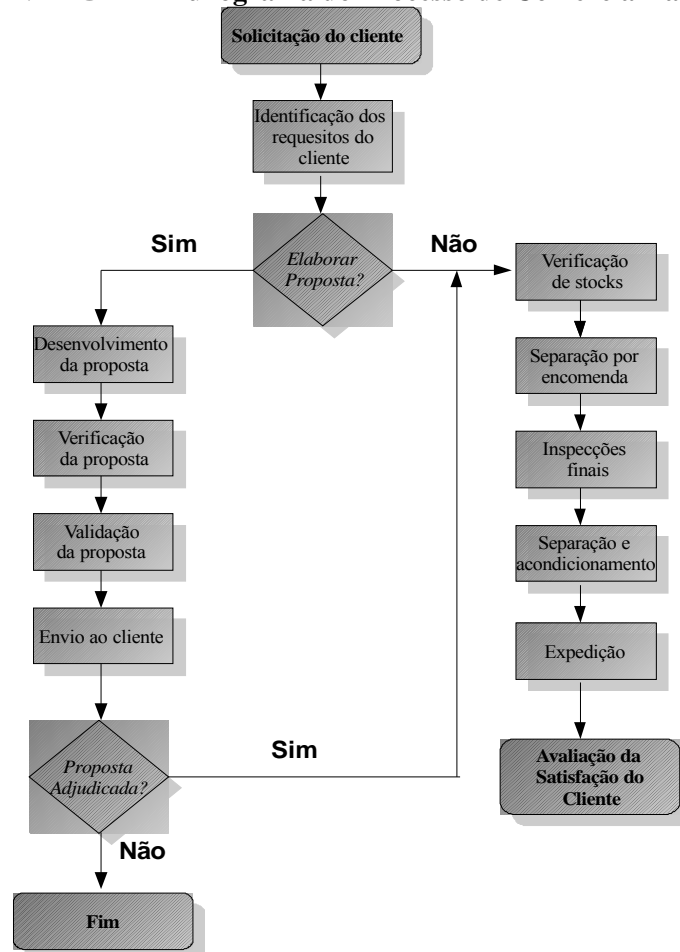 Solicitação do cliente
Identificação dos
requesitos do
cliente
Sim
Não
Elaborar
Proposta?
Verificação
de stocks
Desenvolvimento
da proposta
Separação por
encomenda
Verificação
da proposta
Inspecções
finais
Validação
da proposta
Separação e
acondicionamento
Envio ao cliente
Expedição
Proposta
Adjudicada?
Sim
Avaliação da
Satisfação do
Cliente
Não
Fim